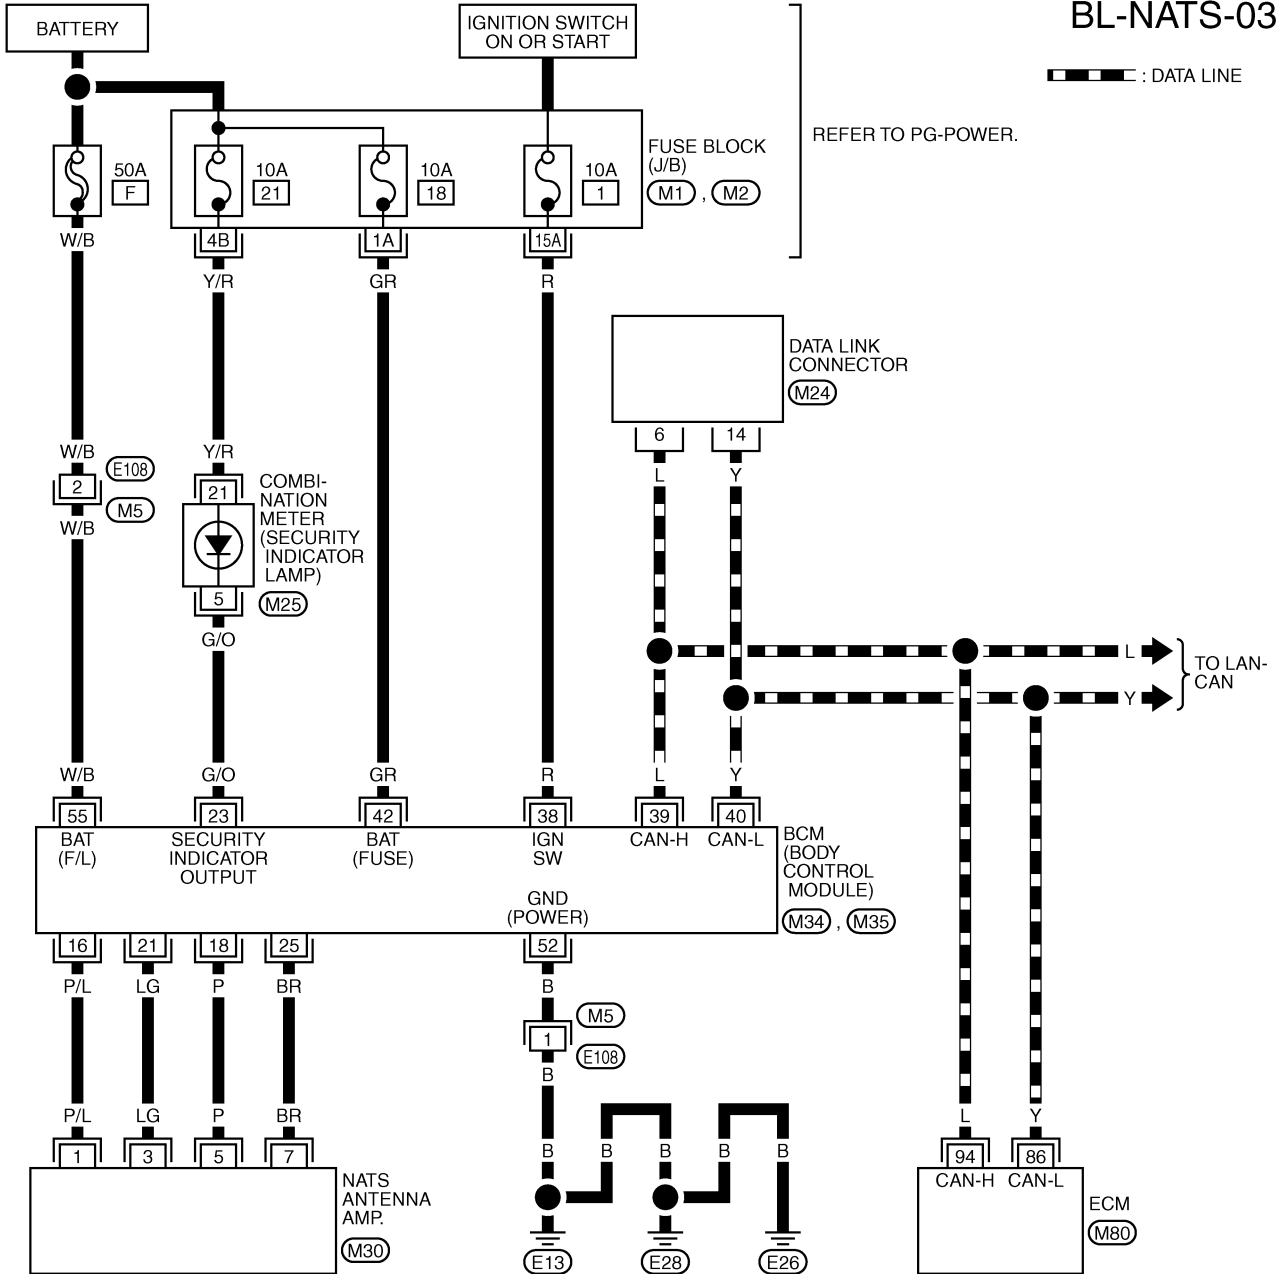 BL-NATS-03
: DATA LINE
BATTERY
IGNITION SWITCH
ON OR START
REFER TO PG-POWER.
50A
F
10A
21
10A
18
10A
1
FUSE BLOCK
(J/B)
M1 , M2
W/B
4B
1A
15A
Y/R
GR
R
DATA LINK
CONNECTOR
M24
6
14
L
Y
W/B
Y/R
E108
2
M5
W/B
21
COMBI-
NATION
METER
(SECURITY
INDICATOR
LAMP)
5
M25
G/O
L
Y
TO LAN-
CAN
W/B
G/O
GR
R
L
Y
55
23
42
38
39
40
BAT
(F/L)
SECURITY
INDICATOR
OUTPUT
BAT
(FUSE)
IGN
SW
CAN-H
CAN-L
BCM
(BODY
CONTROL
MODULE)
M34 , M35
GND
(POWER)
16
21
18
25
52
P/L
LG
P
BR
B
M5
1
E108
B
P/L
LG
P
BR
L
Y
B
B
B
B
B
1
3
5
7
94
86
CAN-H
CAN-L
NATS
ANTENNA
AMP.
M30
E13
E28
E26
ECM
M80